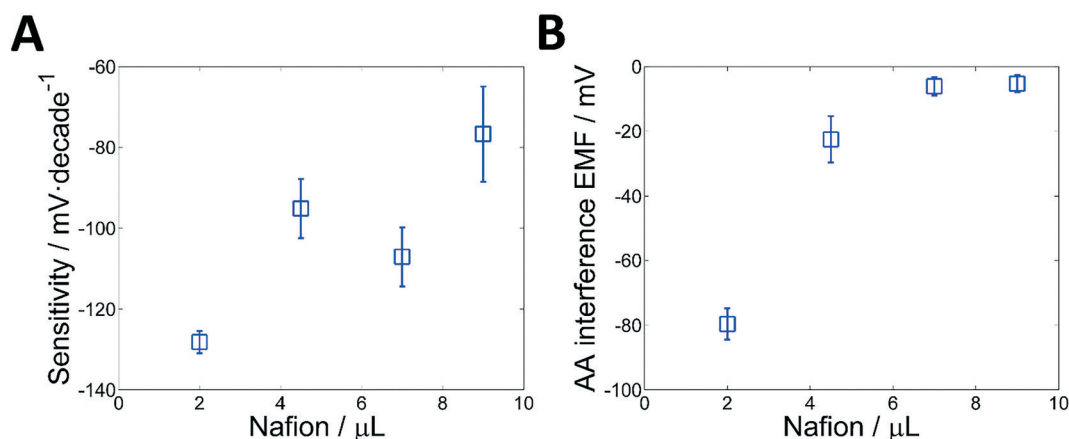 A
Sensitivity / mV·decade⁻¹
-60
-80
-100
-120
-140
0 2 4 6 8 10
Nafion / μL
B
AA interference EMF / mV
0
-20
-40
-60
-80
-100
0 2 4 6 8 10
Nafion / μL